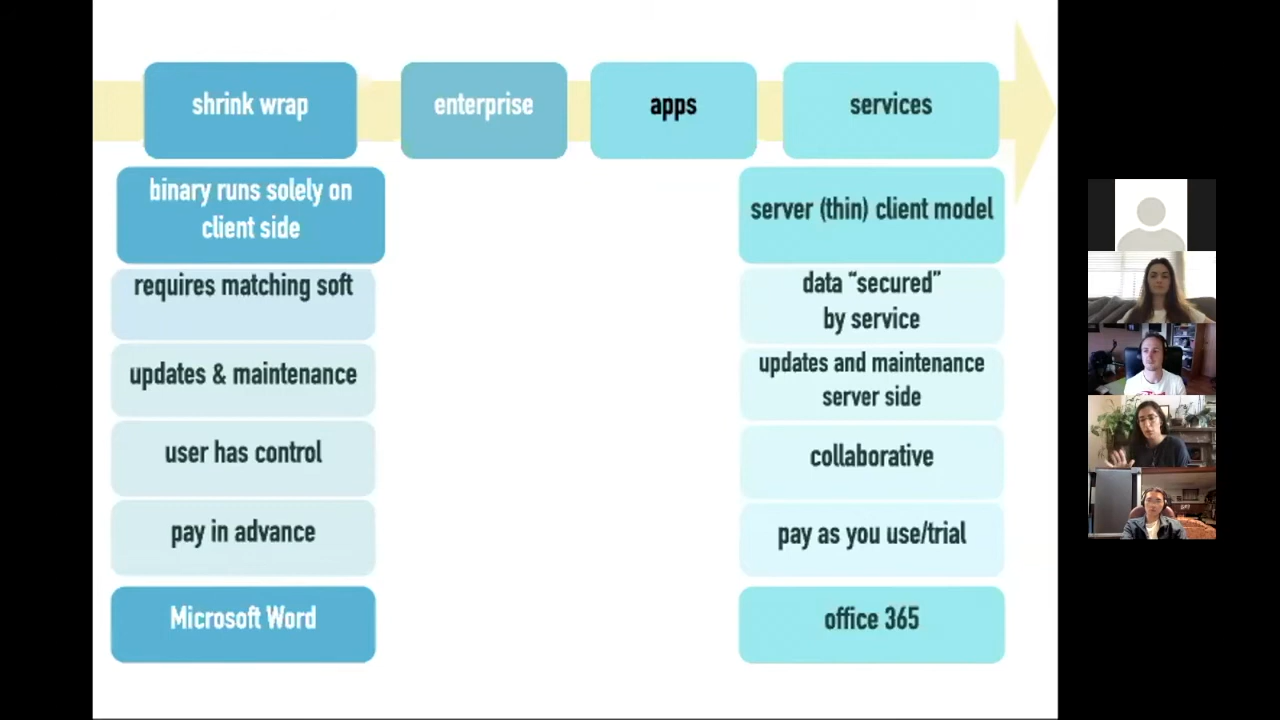 shrink wrap
enterprise
apps
services
binary runs solely on
client side
requires matching soft
updates & maintenance
user has control
pay in advance
Microsoft Word
server (thin) client model
data “secured”
by service
updates and maintenance
server side
collaborative
pay as you use/trial
office 365